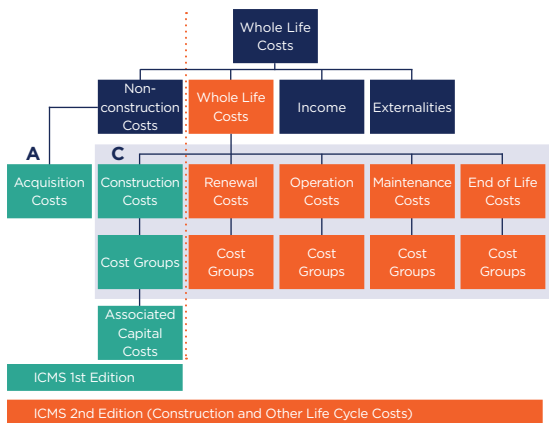 Whole Life
Costs
Non-
construction
Costs
Whole Life
Costs
Income
Externalities
A
C
Acquisition
Costs
Construction
Costs
Renewal
Costs
Operation
Costs
Maintenance
Costs
End of Life
Costs
Cost Groups
Cost
Groups
Cost
Groups
Cost
Groups
Cost
Groups
Associated
Capital
Costs
ICMS 1st Edition
ICMS 2nd Edition (Construction and Other Life Cycle Costs)